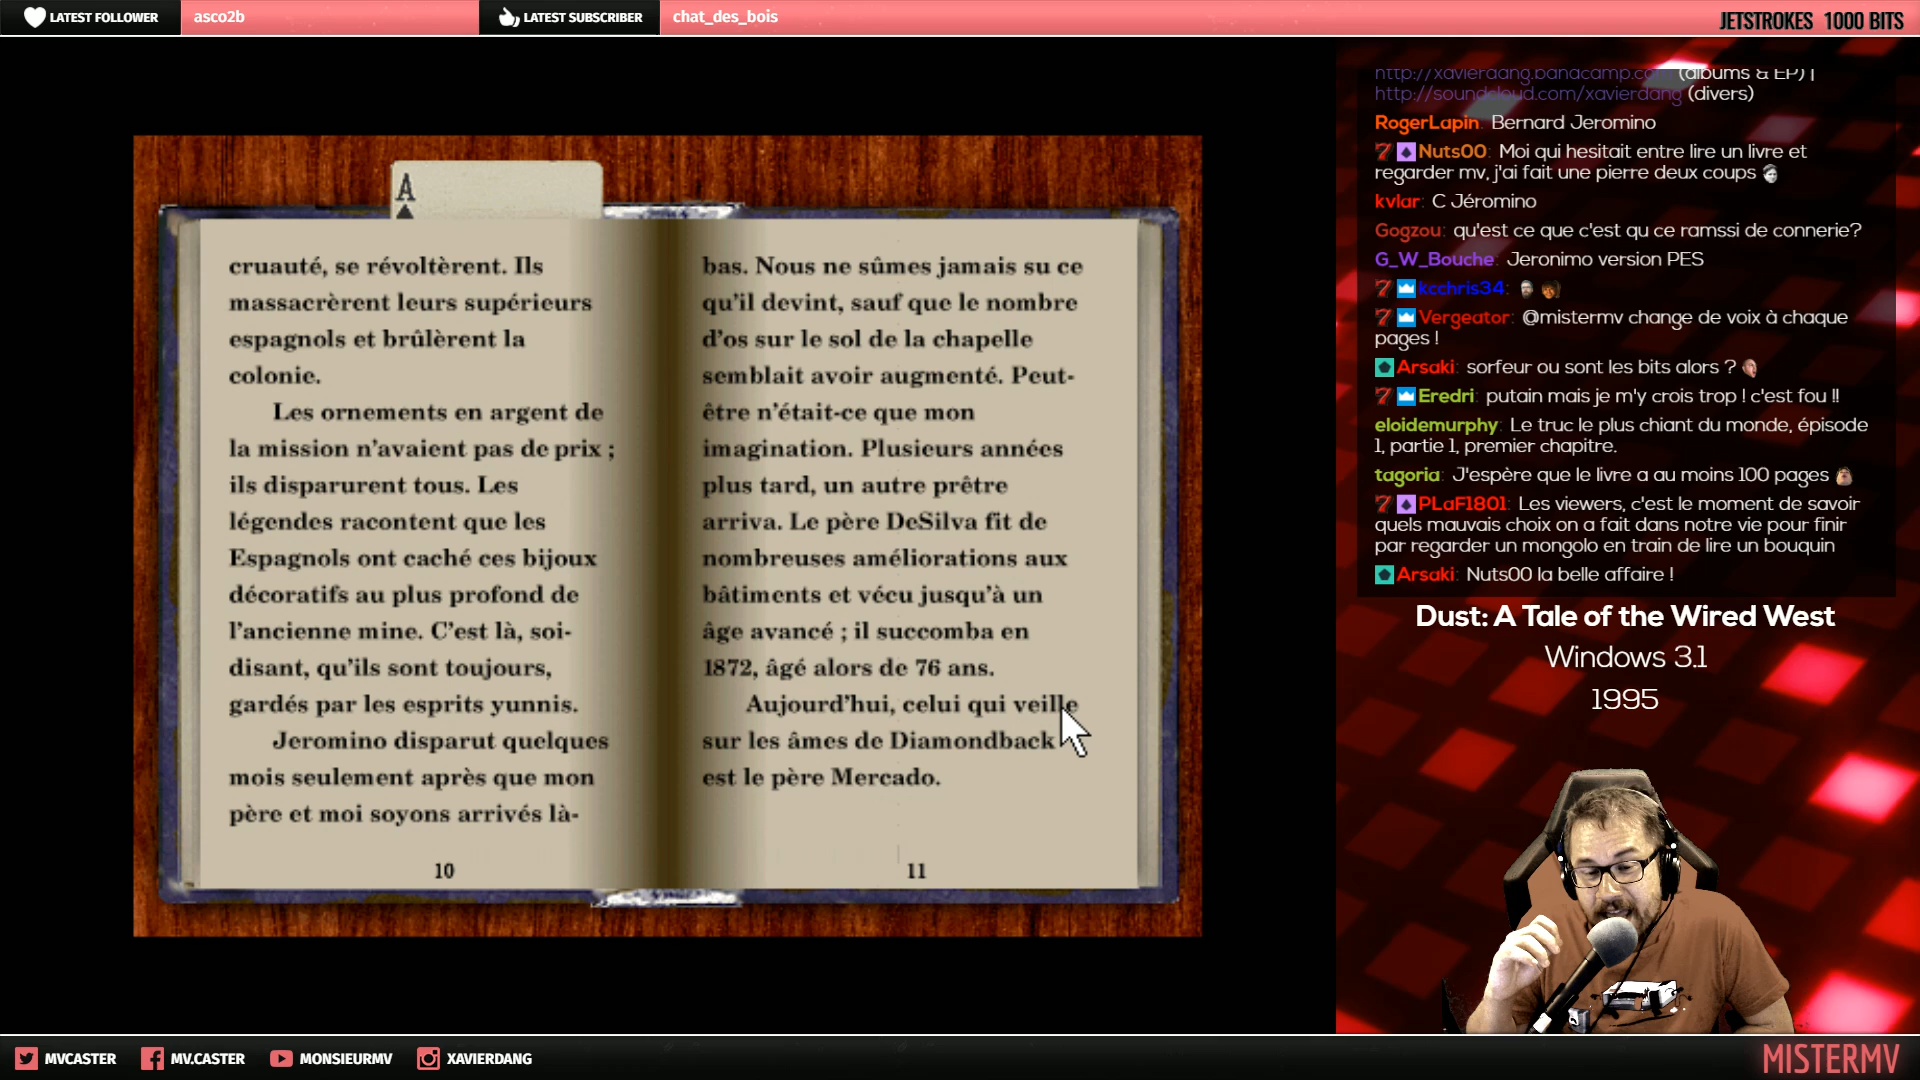 LATEST FOLLOWER asco2b LATEST SUBSCRIBER chat_des_bois JETSTROKES 1000 BITS
A
cruauté, se révoltèrent. Ils
massacrèrent leurs supérieurs
espagnols et brûlèrent la
colonie.
Les ornements en argent de
la mission n'avaient pas de prix ;
ils disparurent tous. Les
légendes racontent que les
Espagnols ont caché ces bijoux
décoratifs au plus profond de
l'ancienne mine. C'est là, soi-
disant, qu'ils sont toujours,
gardés par les esprits yunnis.
Jeromino disparut quelques
mois seulement après que mon
père et moi soyons arrivés là-
10
bas. Nous ne sûmes jamais su ce
qu'il devint, sauf que le nombre
d'os sur le sol de la chapelle
semblait avoir augmenté. Peut-
être n'était-ce que mon
imagination. Plusieurs années
plus tard, un autre prêtre
arriva. Le père DeSilva fit de
nombreuses améliorations aux
bâtiments et vécu jusqu'à un
âge avancé ; il succomba en
1872, âgé alors de 76 ans.
Aujourd'hui, celui qui veille
sur les âmes de Diamondback
est le père Mercado.
11
http://xavierdang.bandcamp.com (albums & EP) |
http://soundcloud.com/xavierdang (divers)
RogerLapin: Bernard Jeromino
7 Nuts00: Moi qui hesitait entre lire un livre et
regarder mv, j'ai fait une pierre deux coups
kvlar: C Jéromino
Gogzou: qu'est ce que c'est qu ce ramssi de connerie?
G_W_Bouche: Jeronimo version PES
7 kcchris34:
7 Vergeator: @mistermv change de voix à chaque
pages !
Arsaki: sorfeur ou sont les bits alors ?
7 Eredri: putain mais je m'y crois trop ! c'est fou !!
eloidemurphy: Le truc le plus chiant du monde, épisode
1, partie 1, premier chapitre.
tagoria: J'espère que le livre a au moins 100 pages
7 PLaF1801: Les viewers, c'est le moment de savoir
quels mauvais choix on a fait dans notre vie pour finir
par regarder un mongolo en train de lire un bouquin
Arsaki: Nuts00 la belle affaire !
Dust: A Tale of the Wired West
Windows 3.1
1995
MVCASTER MV.CASTER MONSIEURMV XAVIERDANG MISTERMV